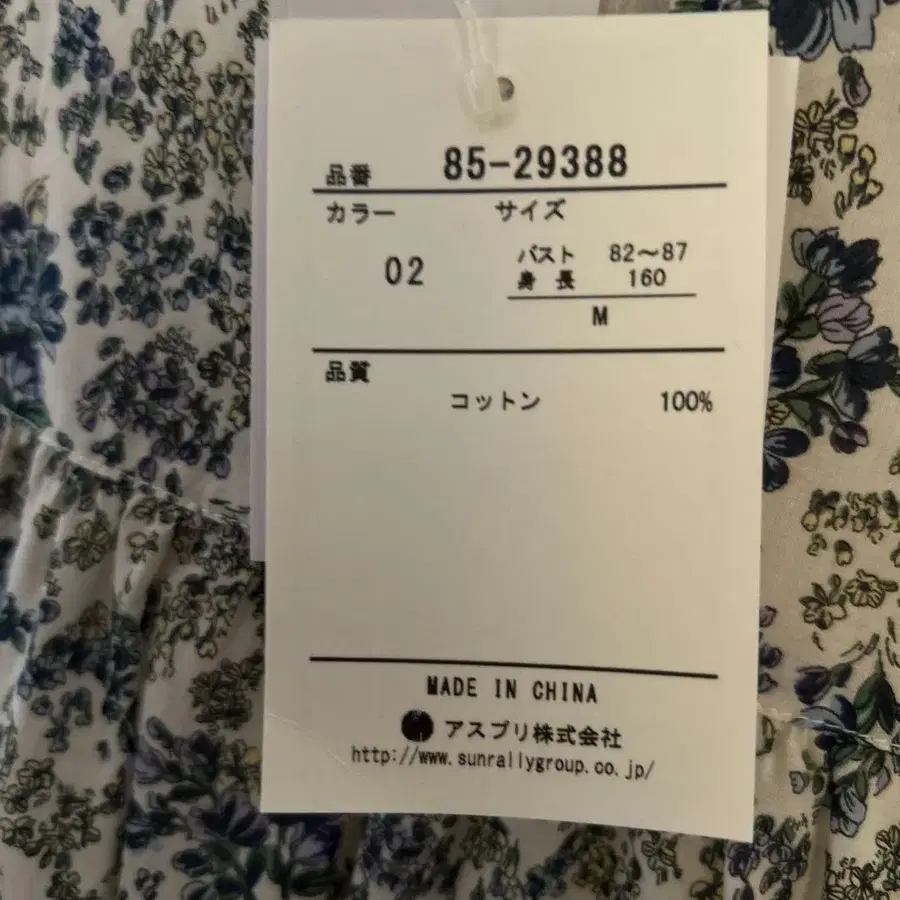 品番 85-29388
カラー サイズ
02
バスト 82～87
身長 160
M
品質
コットン 100%
MADE IN CHINA
アスプリ株式会社
http://www.sunrallygroup.co.jp/